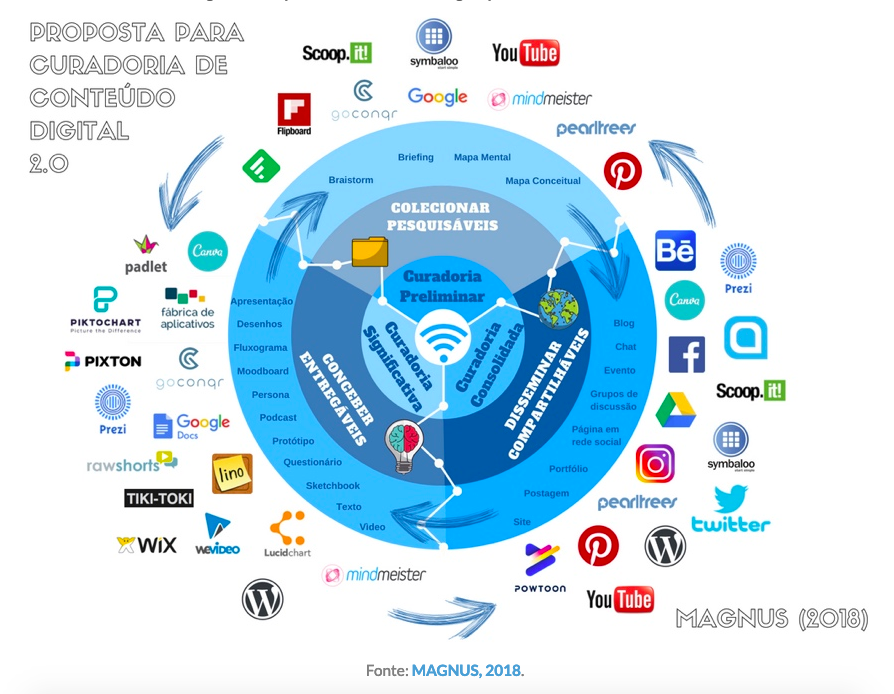 PROPOSTA PARA
CURADORIA DE
CONTEÚDO
DIGITAL
2.0
Scoop.it!
symbaloo
start simple
YouTube
Flipboard
goconqr
Google
mindmeister
pearltrees
Briefing
Mapa Mental
Braistorm
Mapa Conceitual
COLECIONAR
PESQUISÁVEIS
Curadoria
Preliminar
Curadoria
Significativa
Curadoria
Consolidada
CONCEBER
ENTREGÁVEIS
DISSEMINAR
COMPARTILHÁVEIS
padlet
Canva
PIKTOCHART
Picture the Difference
fábrica de
aplicativos
PIXTON
goconqr
Prezi
Google
Docs
rawshorts
lino
TIKI-TOKI
WiX
WEVIDEO
Lucidchart
mindmeister
Apresentação
Desenhos
Fluxograma
Moodboard
Persona
Podcast
Protótipo
Questionário
Sketchbook
Texto
Video
Blog
Chat
Evento
Grupos de
discussão
Página em
rede social
Portfólio
Postagem
Site
Bē
Prezi
Canva
Scoop.it!
symbaloo
start simple
pearltrees
twitter
POWTOON
YouTube
MAGNUS (2018)
Fonte: MAGNUS, 2018.